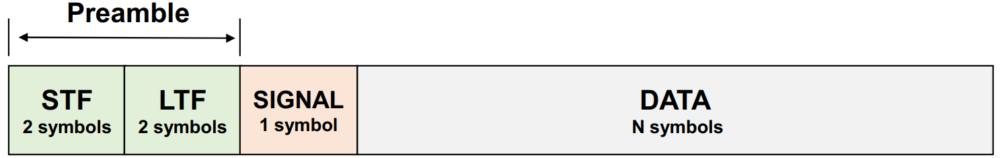 Preamble
STF
2 symbols
LTF
2 symbols
SIGNAL
1 symbol
DATA
N symbols